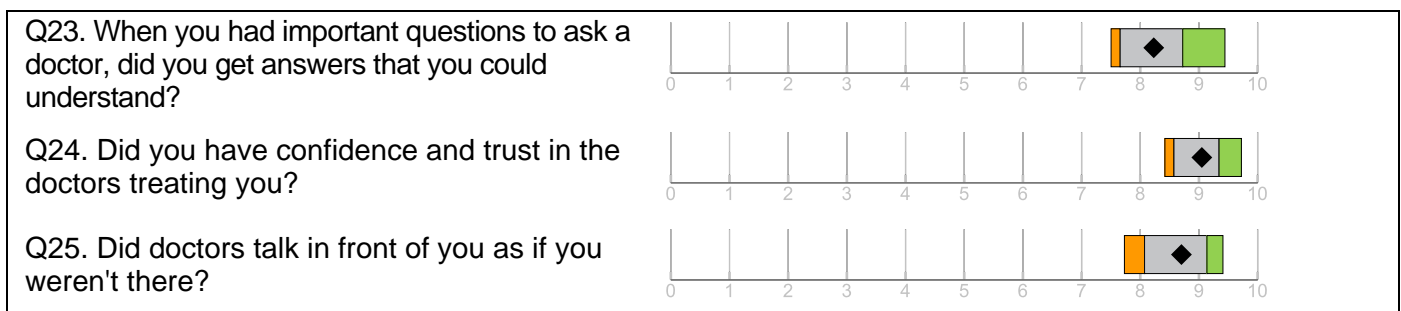 Q23. When you had important questions to ask a
doctor, did you get answers that you could
understand?
0 1 2 3 4 5 6 7 8 9 10
Q24. Did you have confidence and trust in the
doctors treating you?
0 1 2 3 4 5 6 7 8 9 10
Q25. Did doctors talk in front of you as if you
weren't there?
0 1 2 3 4 5 6 7 8 9 10